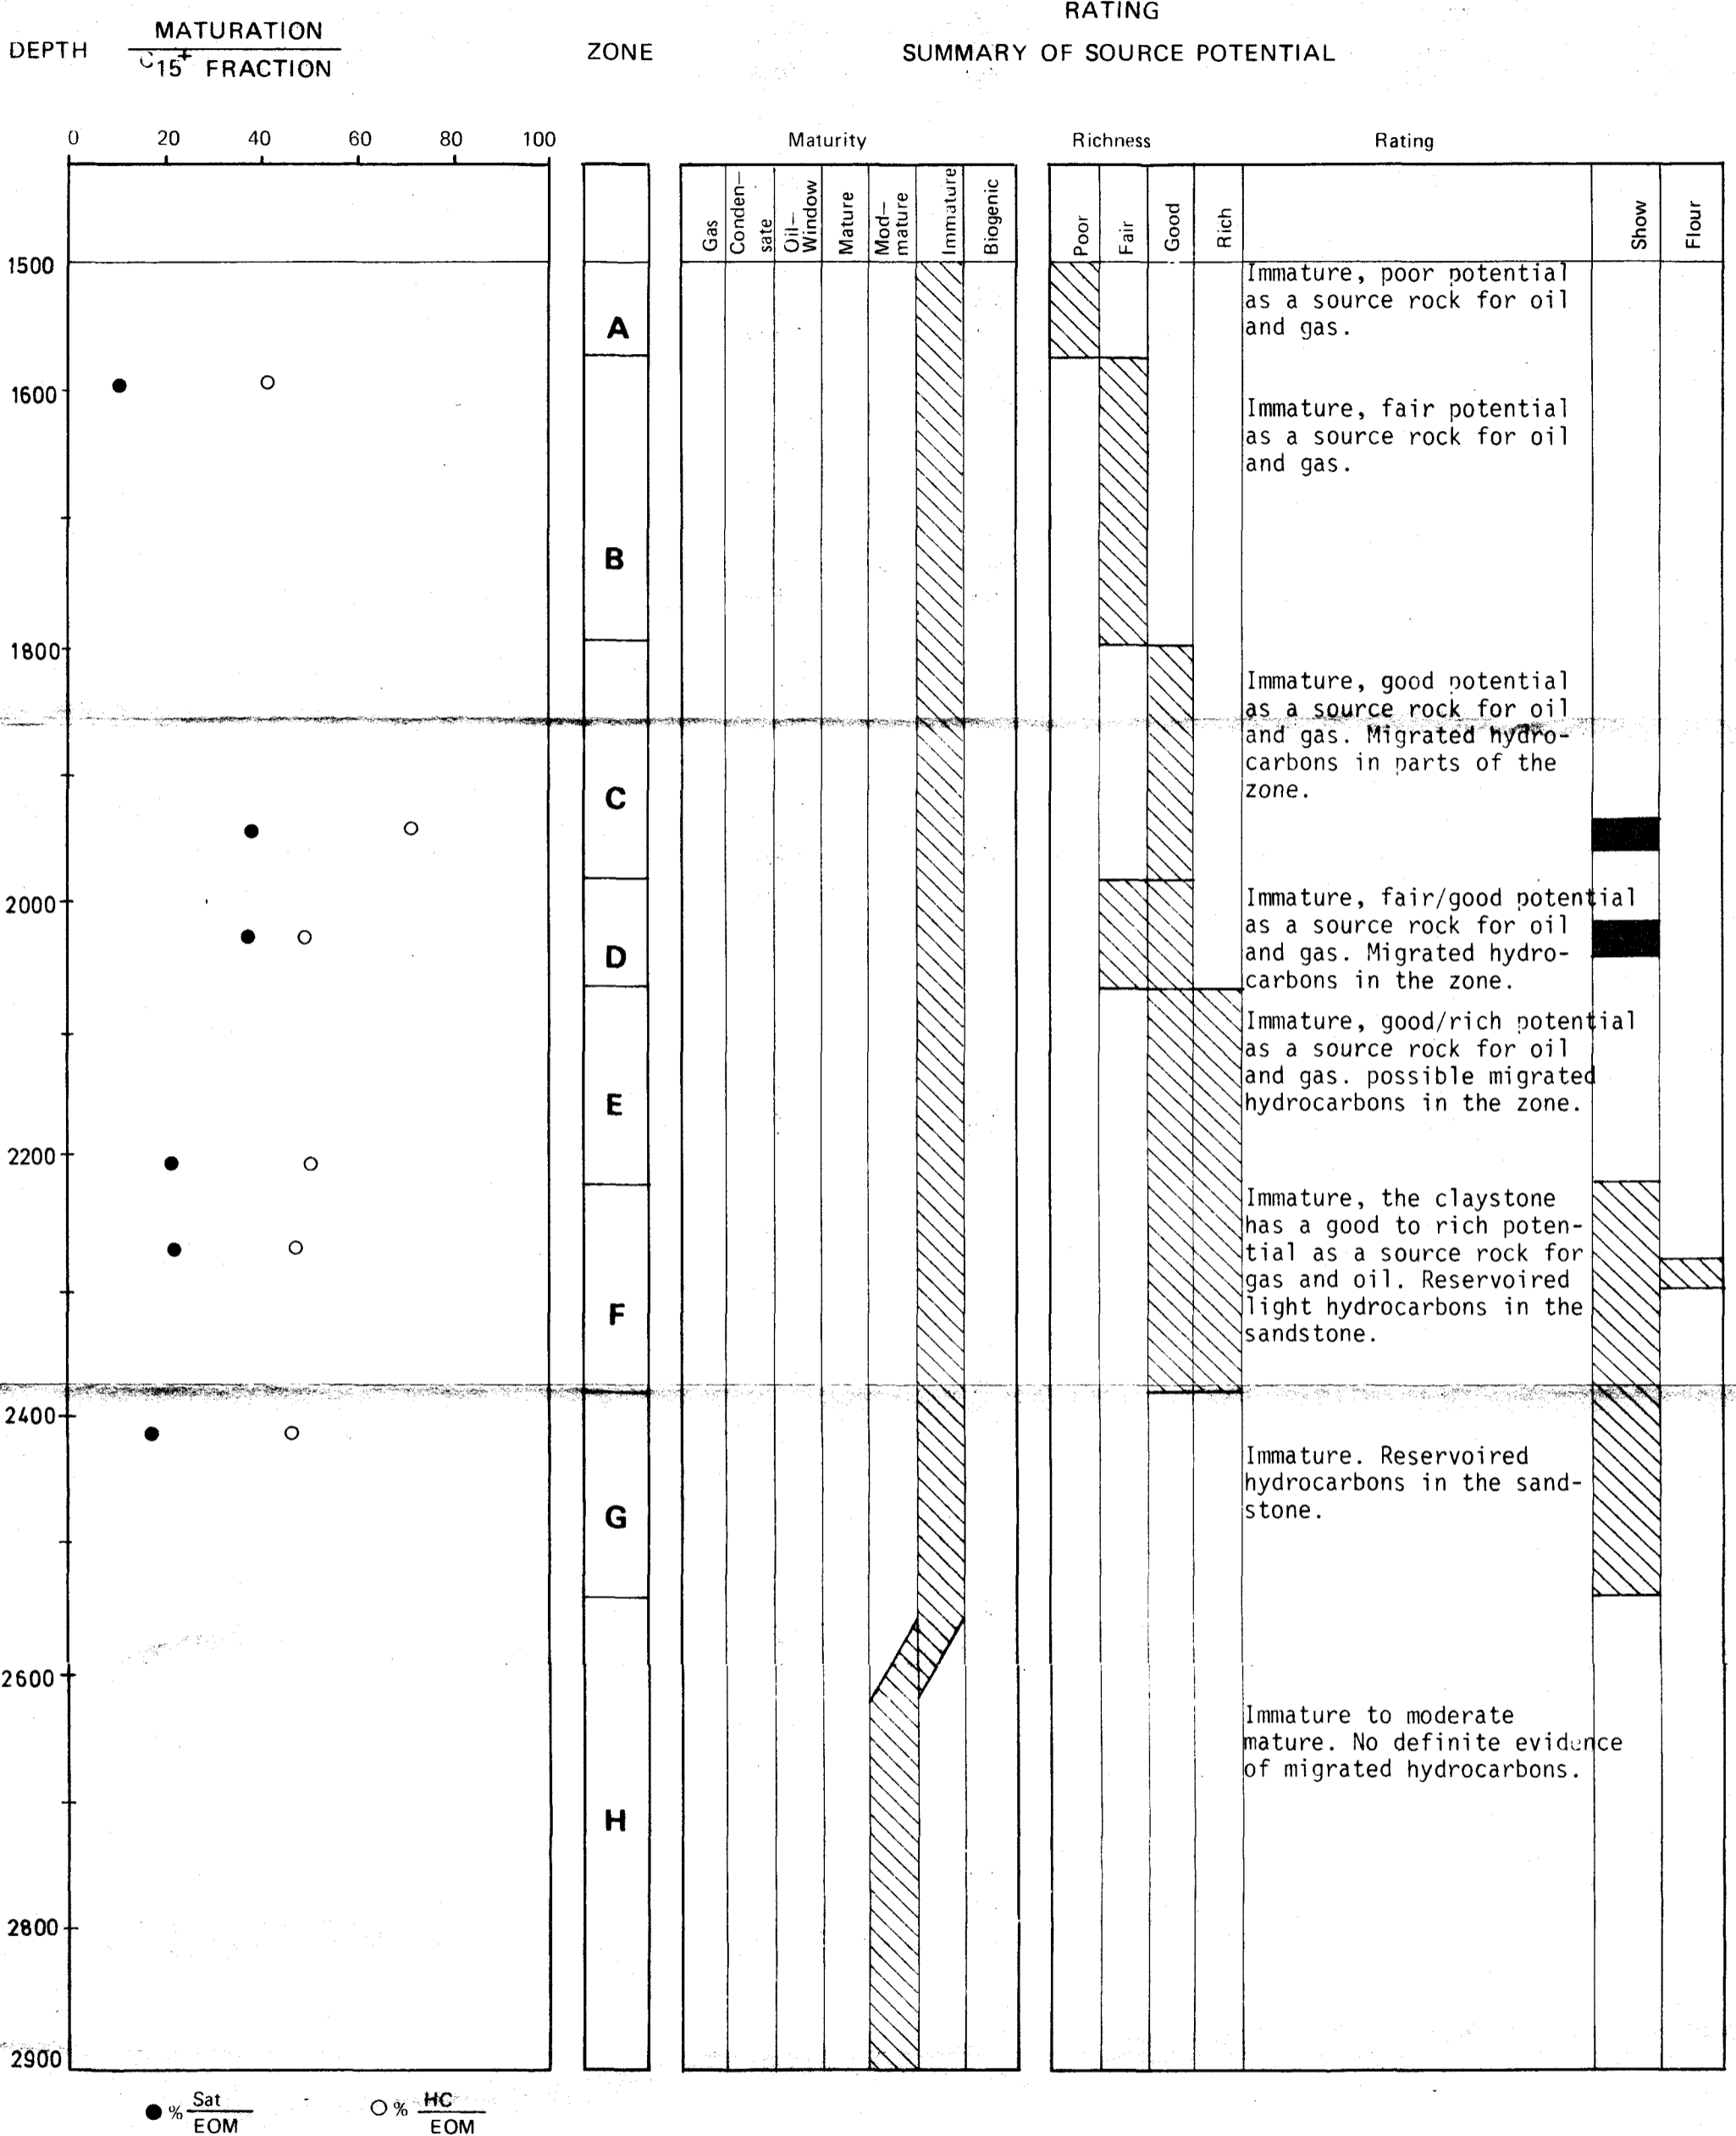 RATING
DEPTH MATURATION ZONE SUMMARY OF SOURCE POTENTIAL
C15+ FRACTION
0 20 40 60 80 100 Maturity Richness Rating
Gas
Conden-
sate
Oil-
Window
Mature
Mod-
mature
Immature
Biogenic
Poor
Fair
Good
Rich
Show
Flour
1500
A
Immature, poor potential
as a source rock for oil
and gas.
1600
B
Immature, fair potential
as a source rock for oil
and gas.
1800
C
Immature, good potential
as a source rock for oil
and gas. Migrated hydro-
carbons in parts of the
zone.
2000
D
Immature, fair/good potential
as a source rock for oil
and gas. Migrated hydro-
carbons in the zone.
E
Immature, good/rich potential
as a source rock for oil
and gas. possible migrated
hydrocarbons in the zone.
2200
F
Immature, the claystone
has a good to rich poten-
tial as a source rock for
gas and oil. Reservoired
light hydrocarbons in the
sandstone.
2400
G
Immature. Reservoired
hydrocarbons in the sand-
stone.
2600
H
Immature to moderate
mature. No definite evidence
of migrated hydrocarbons.
2800
2900
% Sat % HC
EOM EOM